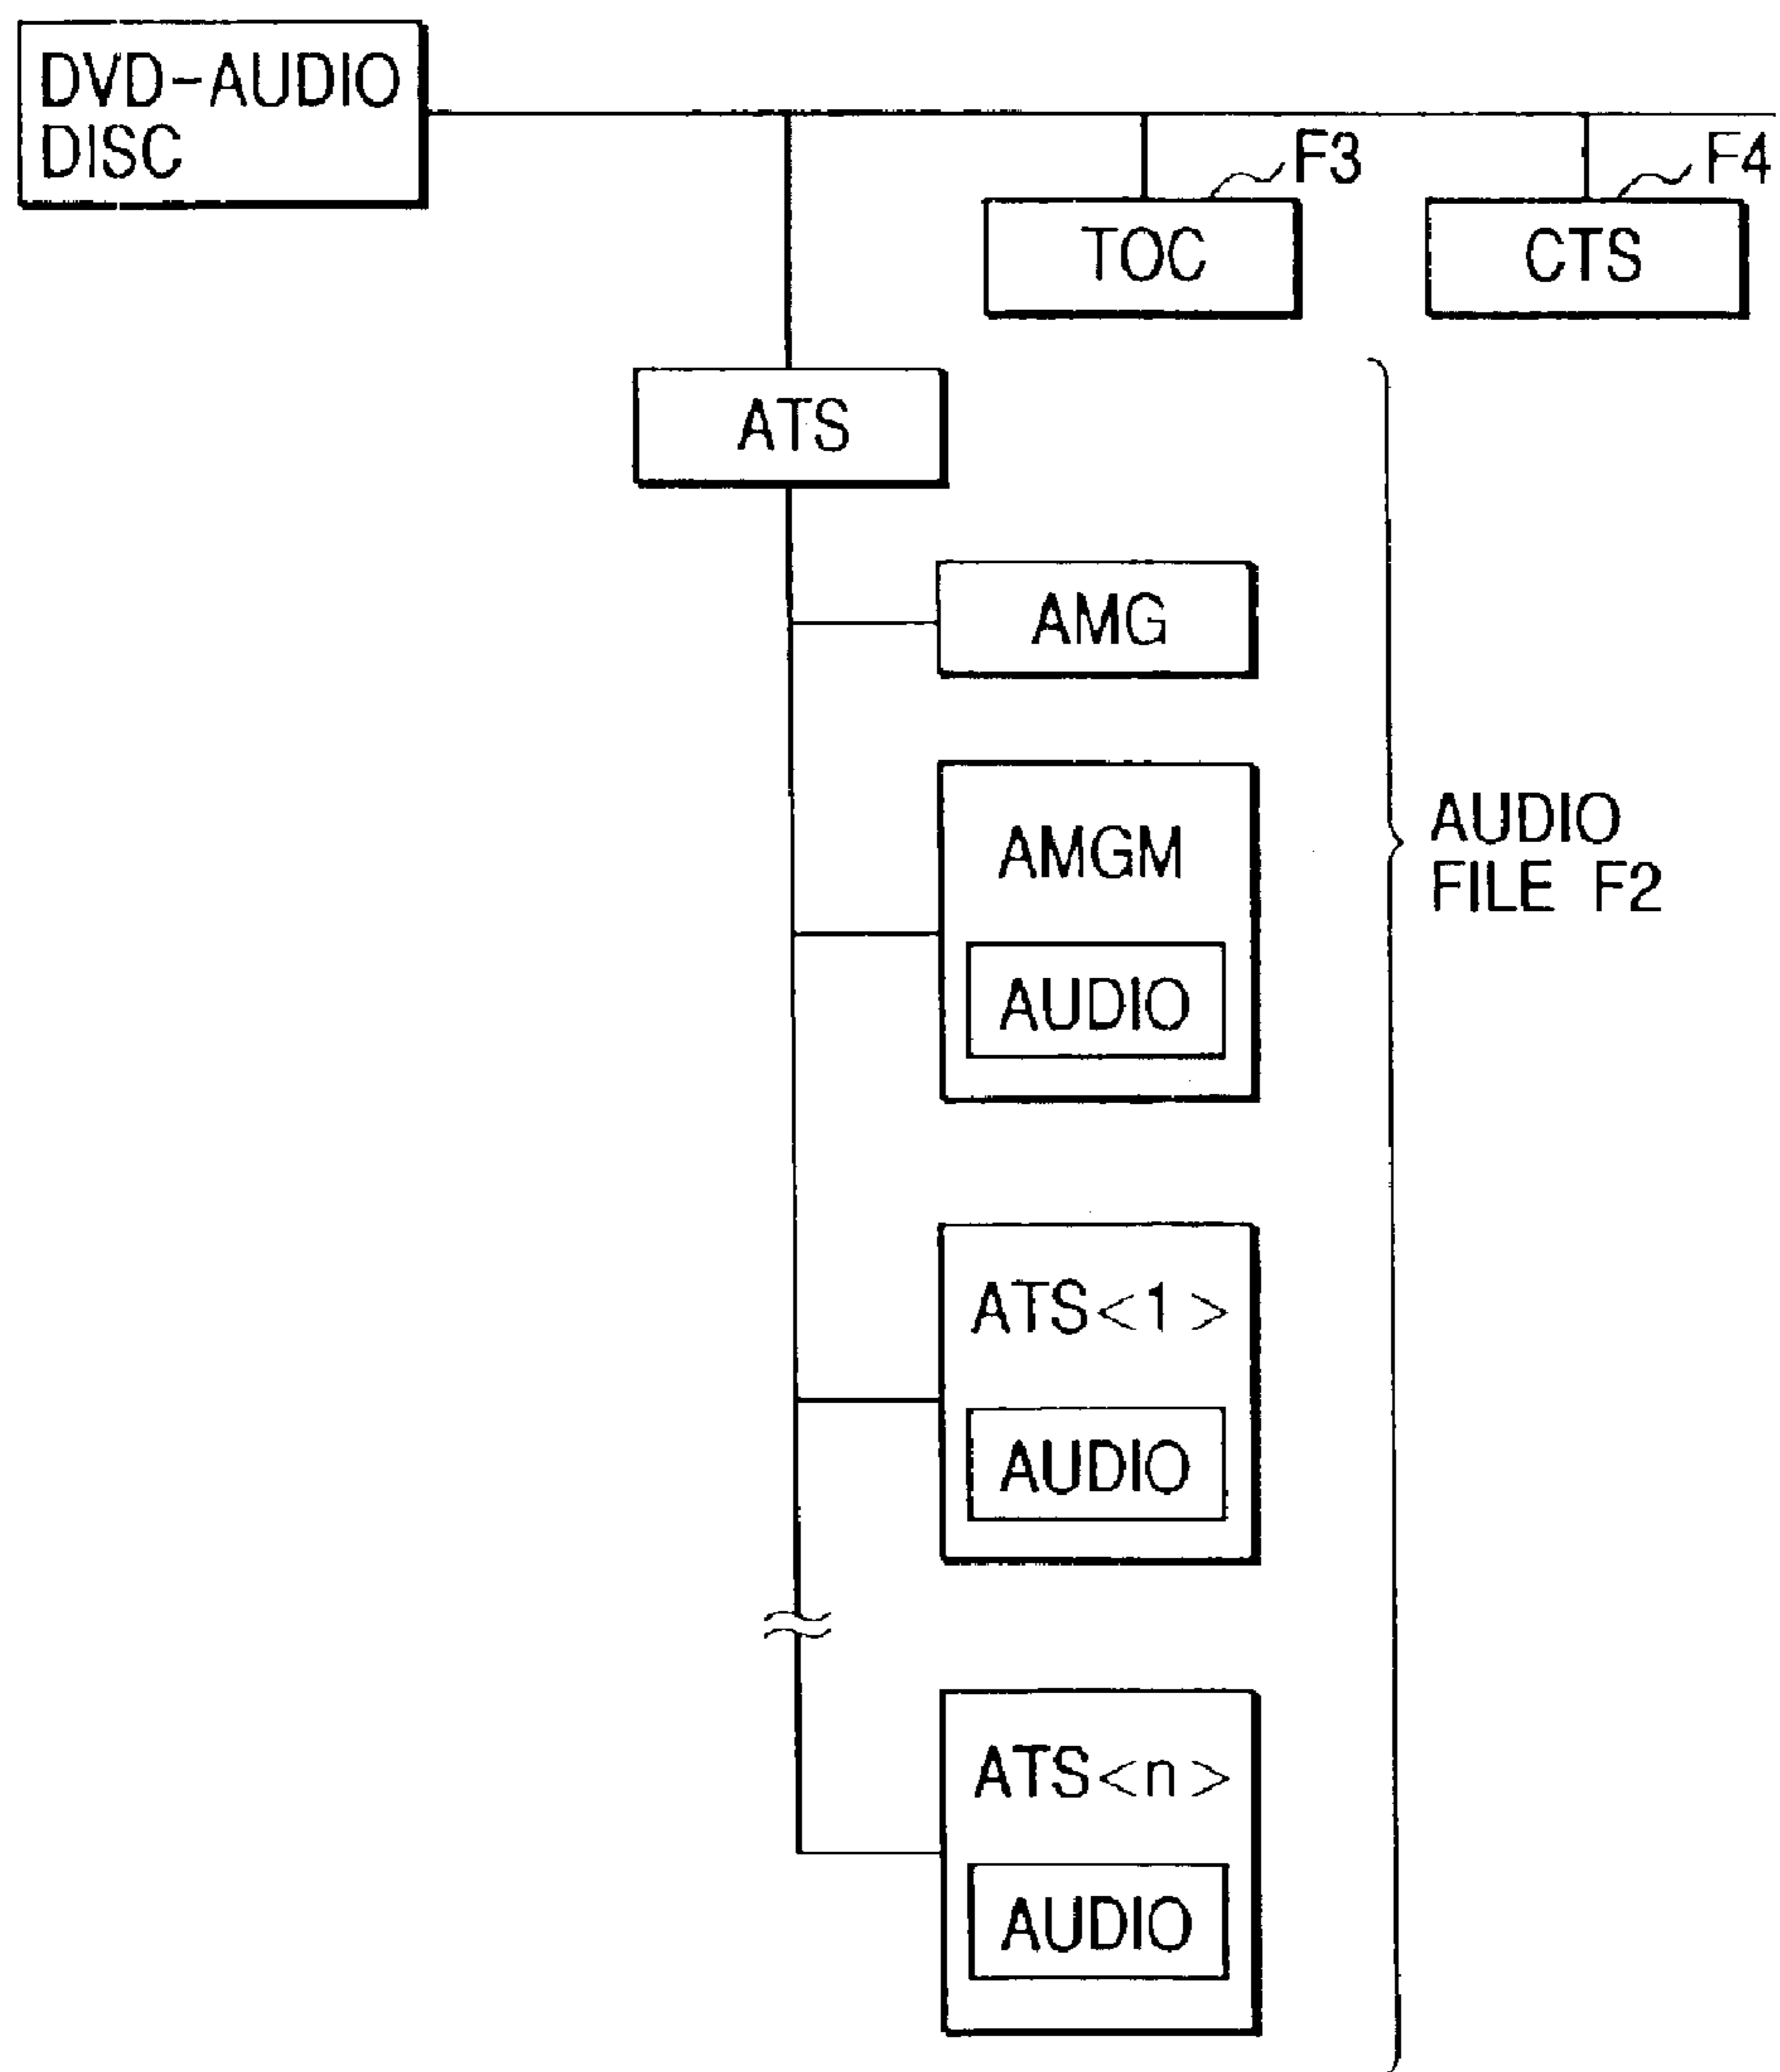 DVD-AUDIO
DISC
F3
F4
TOC
CTS
ATS
AMG
AMGM
AUDIO
AUDIO
FILE F2
ATS<1>
AUDIO
ATS<n>
AUDIO